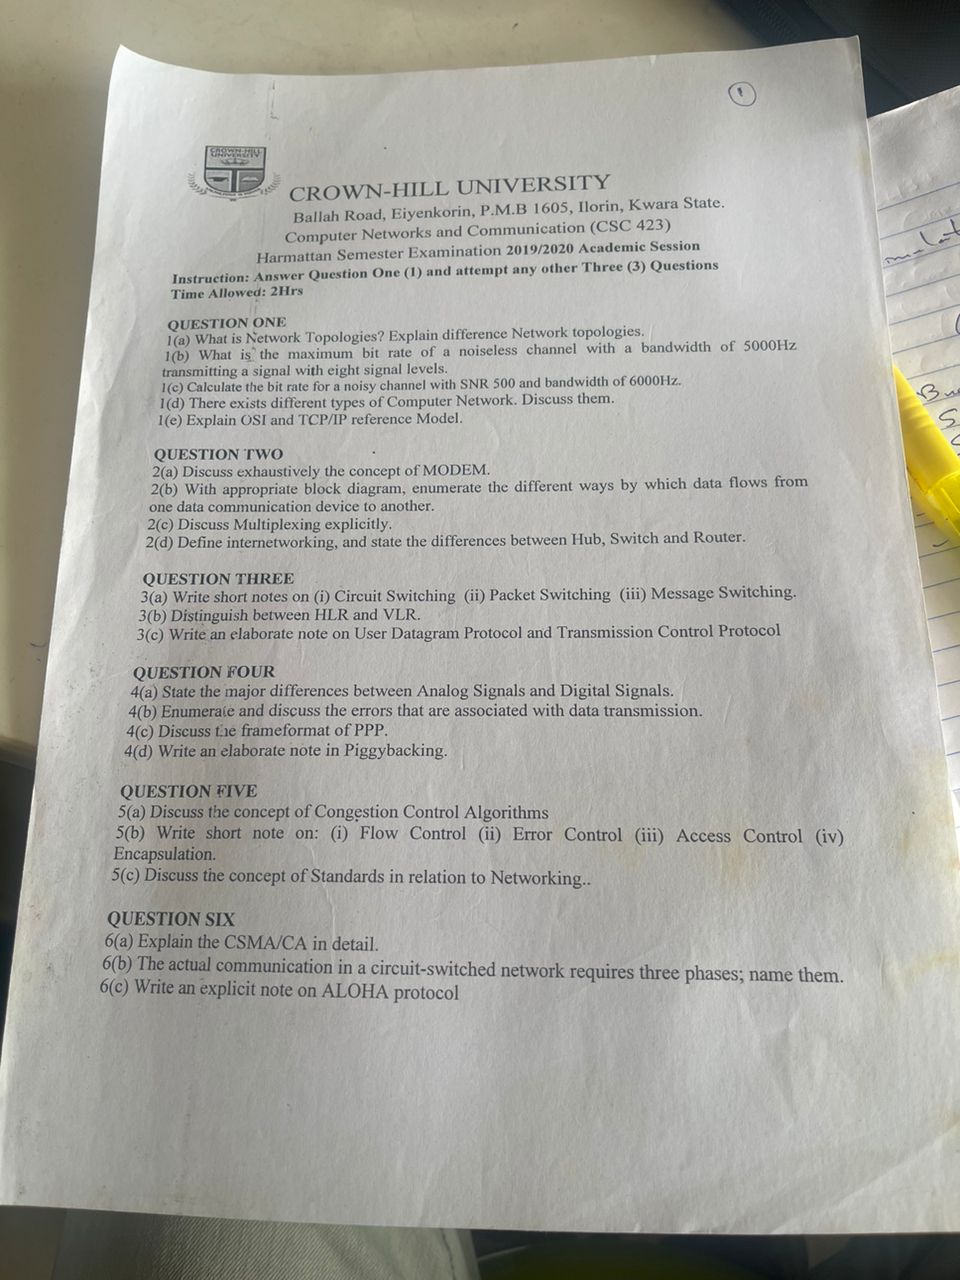 1
CROWN-HILL
UNIVERSITY
CROWN-HILL UNIVERSITY
Ballah Road, Eiyenkorin, P.M.B 1605, Ilorin, Kwara State.
Computer Networks and Communication (CSC 423)
Harmattan Semester Examination 2019/2020 Academic Session
Instruction: Answer Question One (1) and attempt any other Three (3) Questions
Time Allowed: 2Hrs
QUESTION ONE
1(a) What is Network Topologies? Explain difference Network topologies.
1(b) What is the maximum bit rate of a noiseless channel with a bandwidth of 5000Hz
transmitting a signal with eight signal levels.
1(c) Calculate the bit rate for a noisy channel with SNR 500 and bandwidth of 6000Hz.
1(d) There exists different types of Computer Network. Discuss them.
1(e) Explain OSI and TCP/IP reference Model.
QUESTION TWO
2(a) Discuss exhaustively the concept of MODEM.
2(b) With appropriate block diagram, enumerate the different ways by which data flows from
one data communication device to another.
2(c) Discuss Multiplexing explicitly.
2(d) Define internetworking, and state the differences between Hub, Switch and Router.
QUESTION THREE
3(a) Write short notes on (i) Circuit Switching (ii) Packet Switching (iii) Message Switching.
3(b) Distinguish between HLR and VLR.
3(c) Write an elaborate note on User Datagram Protocol and Transmission Control Protocol
QUESTION FOUR
4(a) State the major differences between Analog Signals and Digital Signals.
4(b) Enumerate and discuss the errors that are associated with data transmission.
4(c) Discuss the frameformat of PPP.
4(d) Write an elaborate note in Piggybacking.
QUESTION FIVE
5(a) Discuss the concept of Congestion Control Algorithms
5(b) Write short note on: (i) Flow Control (ii) Error Control (iii) Access Control (iv)
Encapsulation.
5(c) Discuss the concept of Standards in relation to Networking..
QUESTION SIX
6(a) Explain the CSMA/CA in detail.
6(b) The actual communication in a circuit-switched network requires three phases; name them.
6(c) Write an explicit note on ALOHA protocol